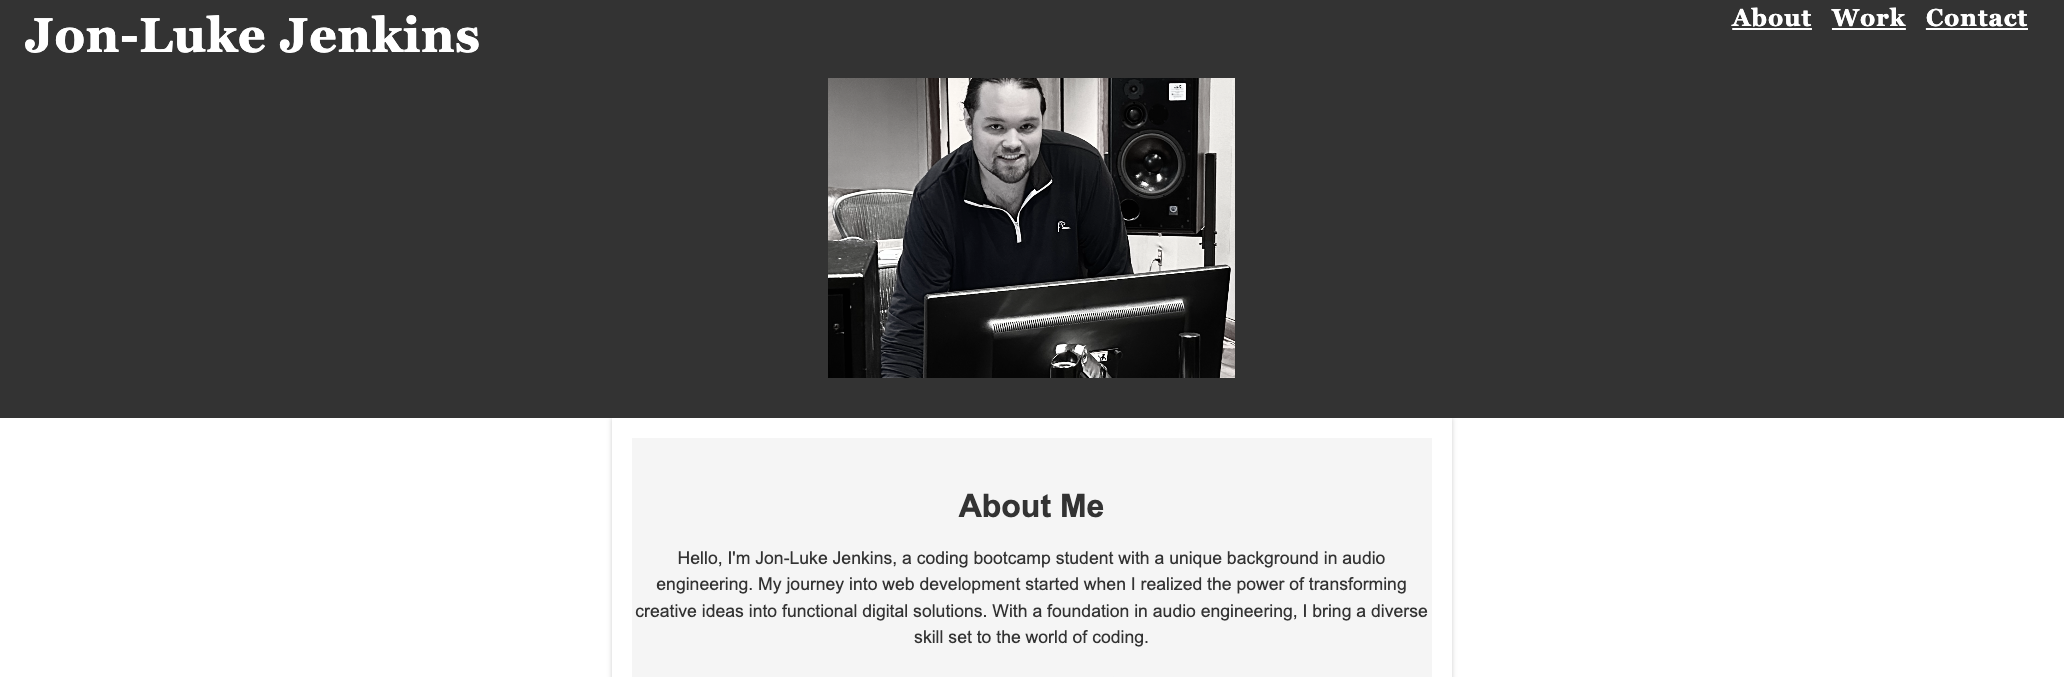 Jon-Luke Jenkins
About Work Contact
About Me
Hello, I'm Jon-Luke Jenkins, a coding bootcamp student with a unique background in audio
engineering. My journey into web development started when I realized the power of transforming
creative ideas into functional digital solutions. With a foundation in audio engineering, I bring a diverse
skill set to the world of coding.